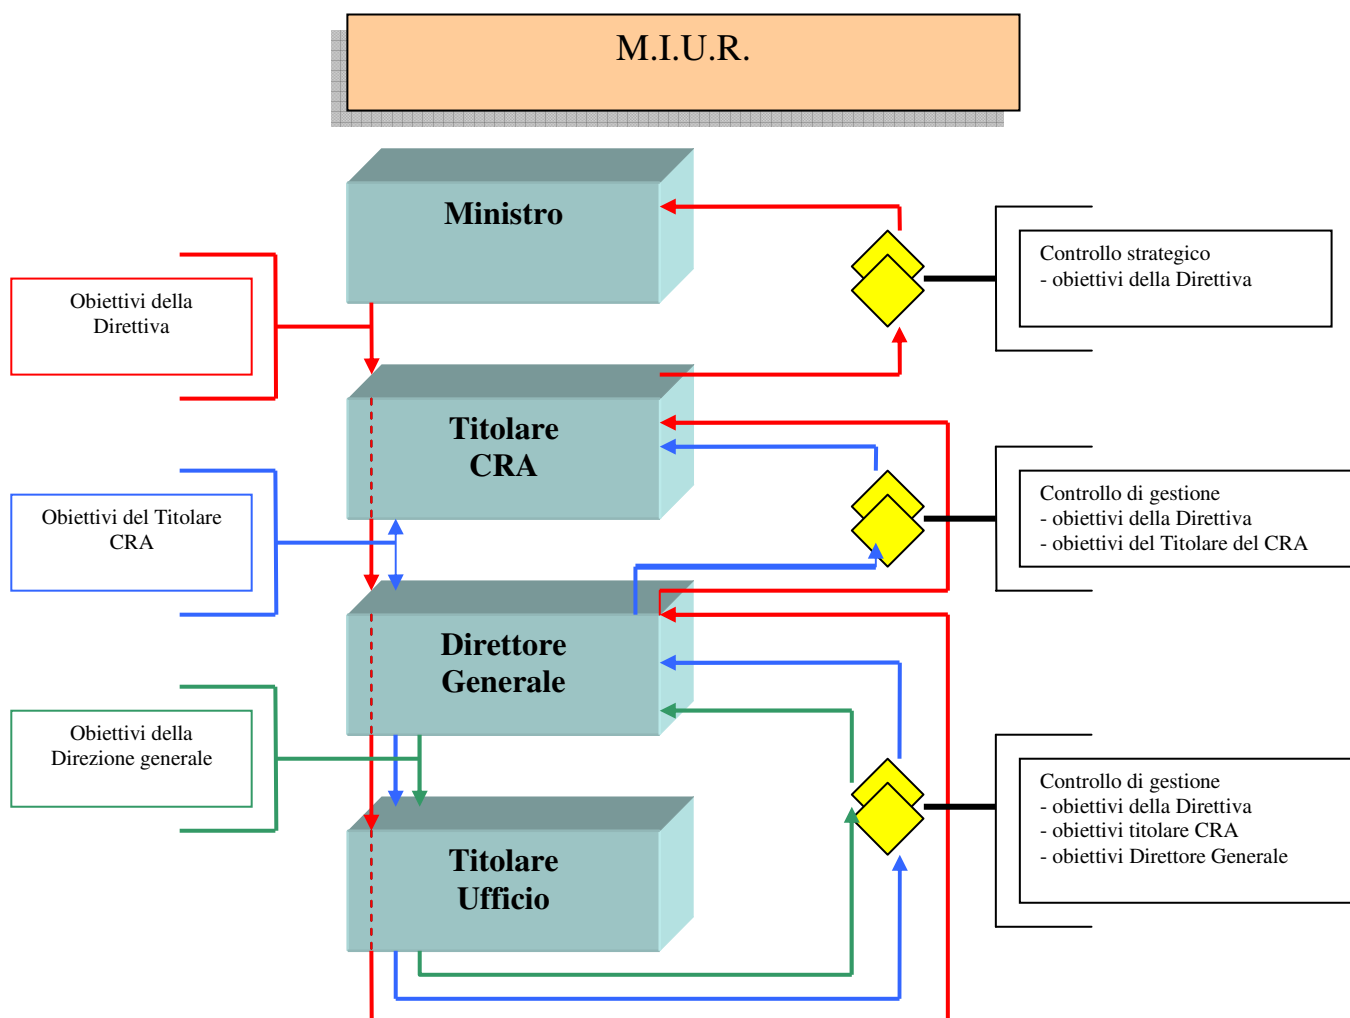 M.I.U.R.
Ministro
Controllo strategico
- obiettivi della Direttiva
Obiettivi della
Direttiva
Titolare
CRA
Controllo di gestione
- obiettivi della Direttiva
- obiettivi del Titolare del CRA
Obiettivi del Titolare
CRA
Direttore
Generale
Obiettivi della
Direzione generale
Controllo di gestione
- obiettivi della Direttiva
- obiettivi titolare CRA
- obiettivi Direttore Generale
Titolare
Ufficio